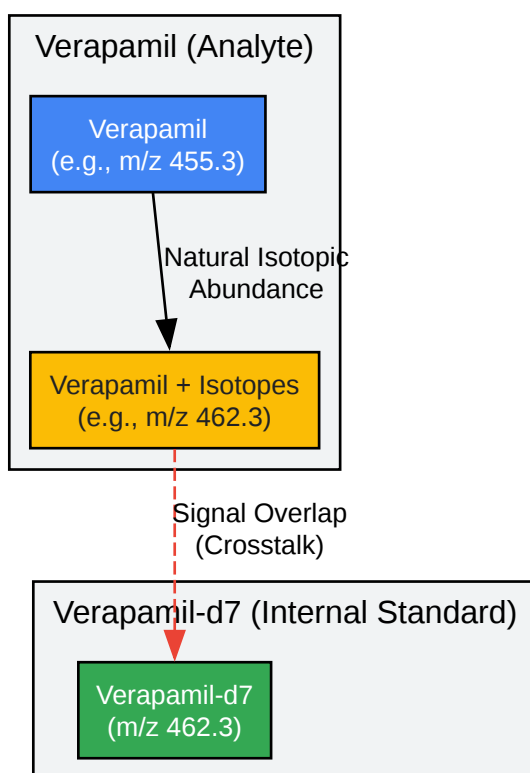 Verapamil (Analyte)
Verapamil
(e.g., m/z 455.3)
Natural Isotopic
Abundance
Verapamil + Isotopes
(e.g., m/z 462.3)
Signal Overlap
(Crosstalk)
Verapamil-d7 (Internal Standard)
Verapamil-d7
(m/z 462.3)